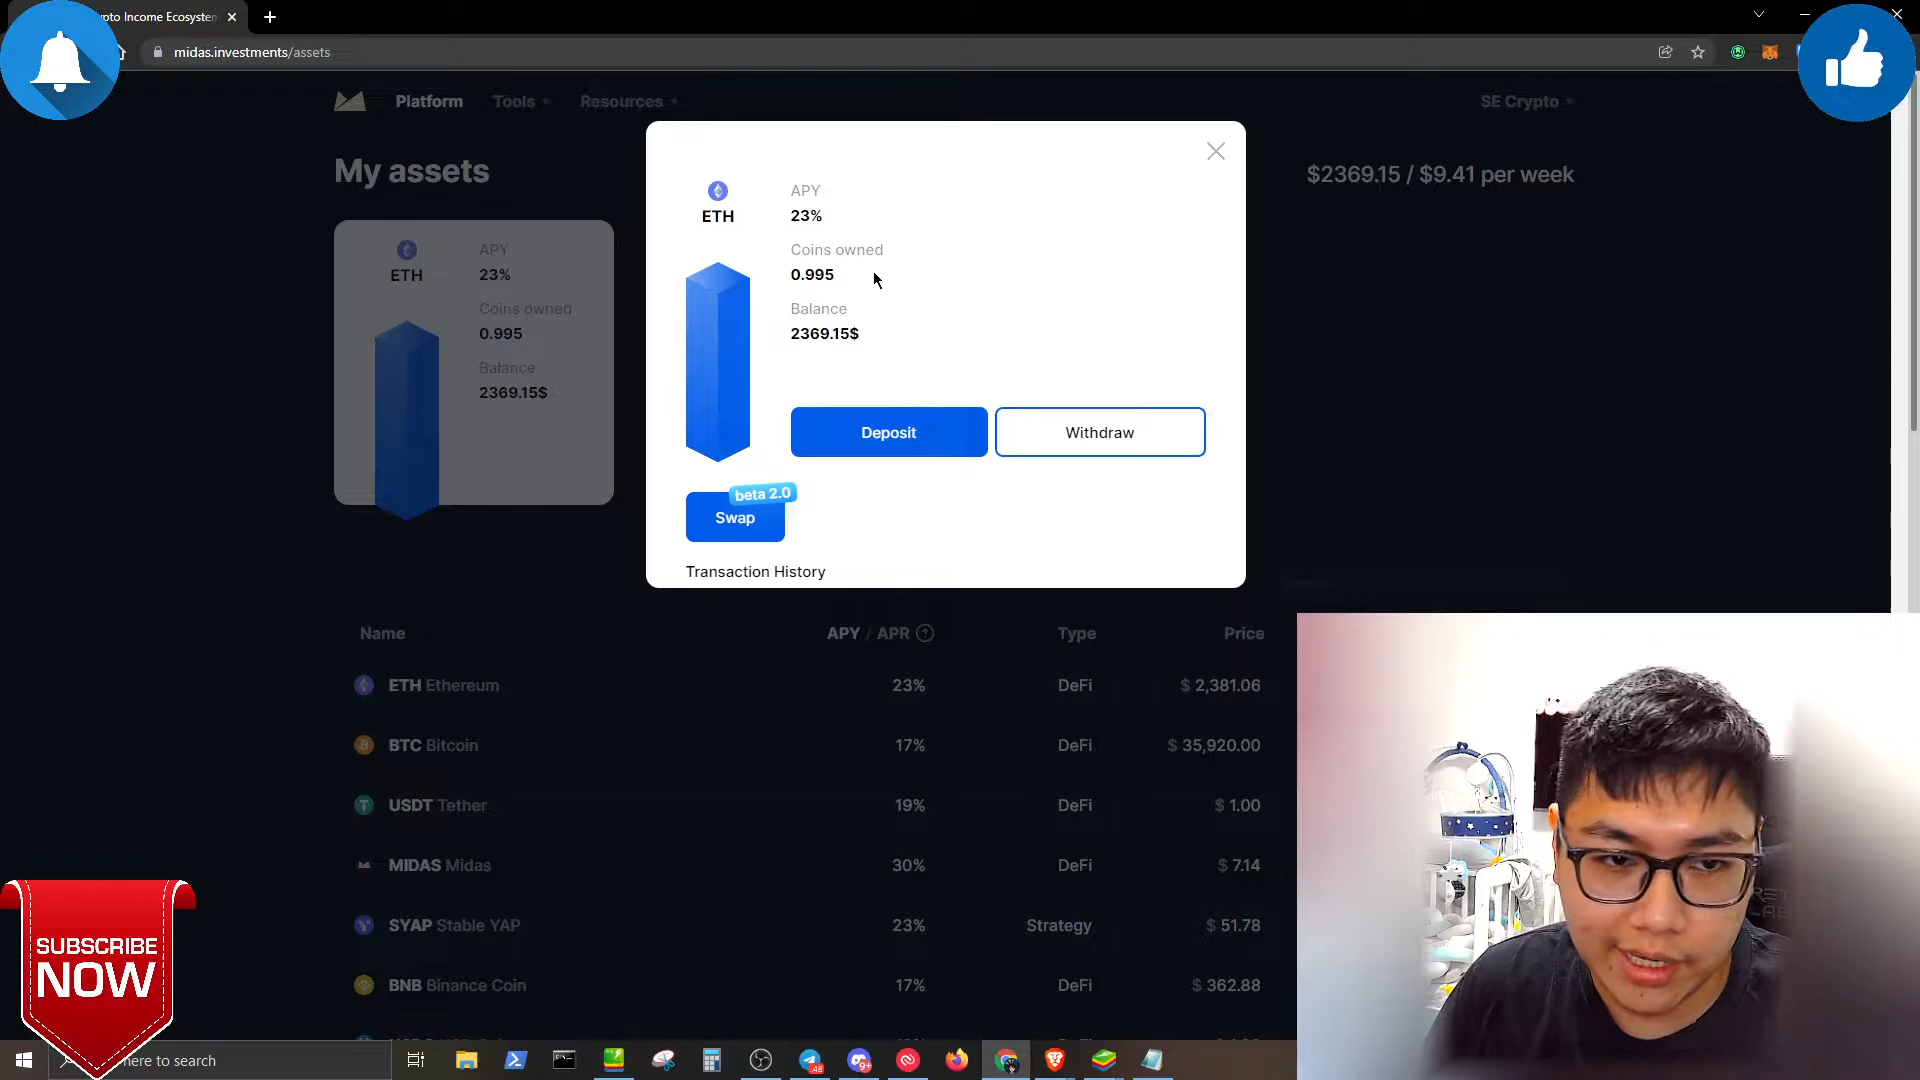 pto Income Ecosystem
midas.investments/assets
Platform
Tools
Resources
SE Crypto
My assets
$2369.15 / $9.41 per week
ETH
APY
23%
Coins owned
0.995
Balance
2369.15$
ETH
APY
23%
Coins owned
0.995
Balance
2369.15$
Deposit
Withdraw
beta 2.0
Swap
Transaction History
Name
APY / APR ?
Type
Price
ETH Ethereum 23% DeFi $ 2,381.06
BTC Bitcoin 17% DeFi $ 35,920.00
USDT Tether 19% DeFi $ 1.00
MIDAS Midas 30% DeFi $ 7.14
SYAP Stable YAP 23% Strategy $ 51.78
BNB Binance Coin 17% DeFi $ 362.88
SUBSCRIBE
NOW
here to search
48
9+